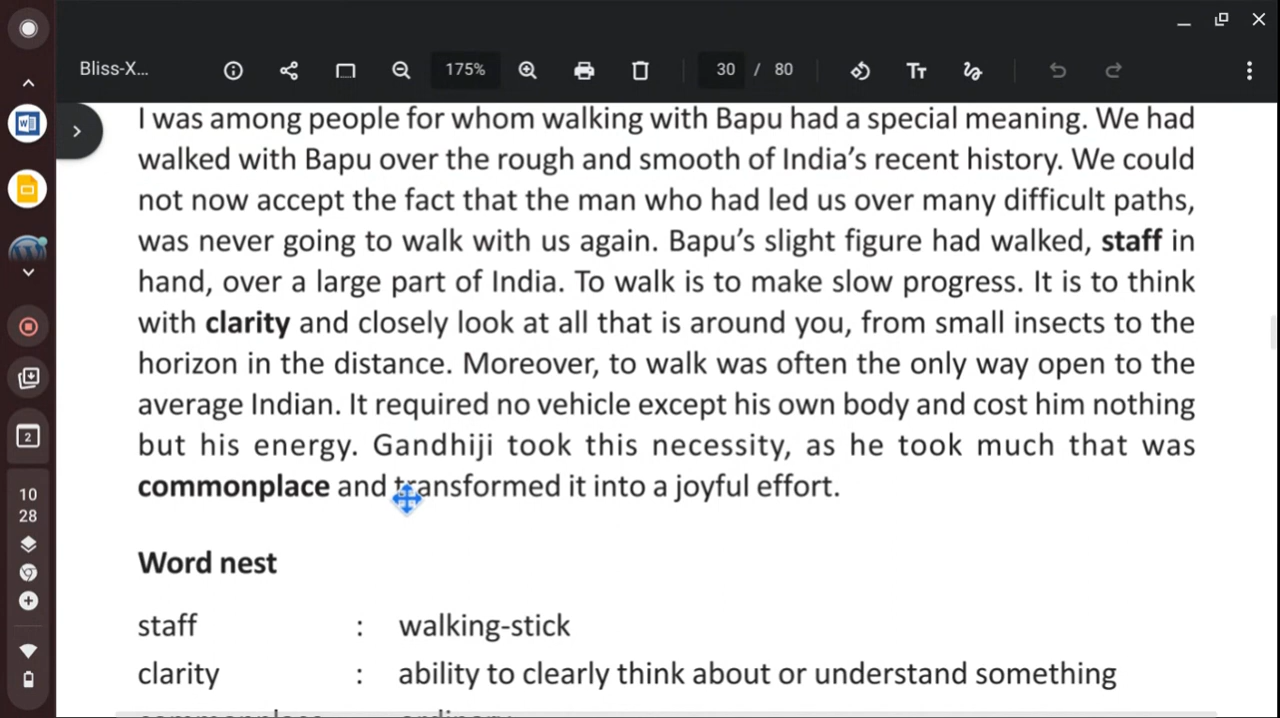 Bliss-X...
175%
30 / 80
I was among people for whom walking with Bapu had a special meaning. We had
walked with Bapu over the rough and smooth of India's recent history. We could
not now accept the fact that the man who had led us over many difficult paths,
was never going to walk with us again. Bapu's slight figure had walked, staff in
hand, over a large part of India. To walk is to make slow progress. It is to think
with clarity and closely look at all that is around you, from small insects to the
horizon in the distance. Moreover, to walk was often the only way open to the
average Indian. It required no vehicle except his own body and cost him nothing
but his energy. Gandhiji took this necessity, as he took much that was
commonplace and transformed it into a joyful effort.
Word nest
staff : walking-stick
clarity : ability to clearly think about or understand something
commonplace ordinary
2
10
28